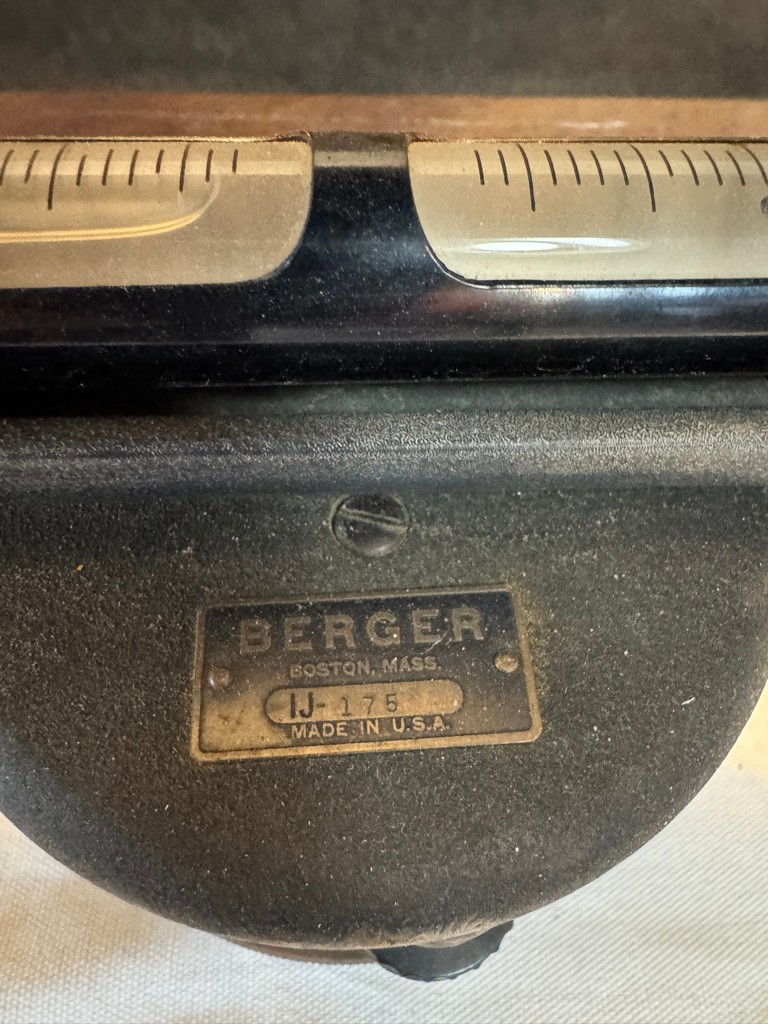 BERGER
BOSTON, MASS.
IJ-175
MADE IN U.S.A.